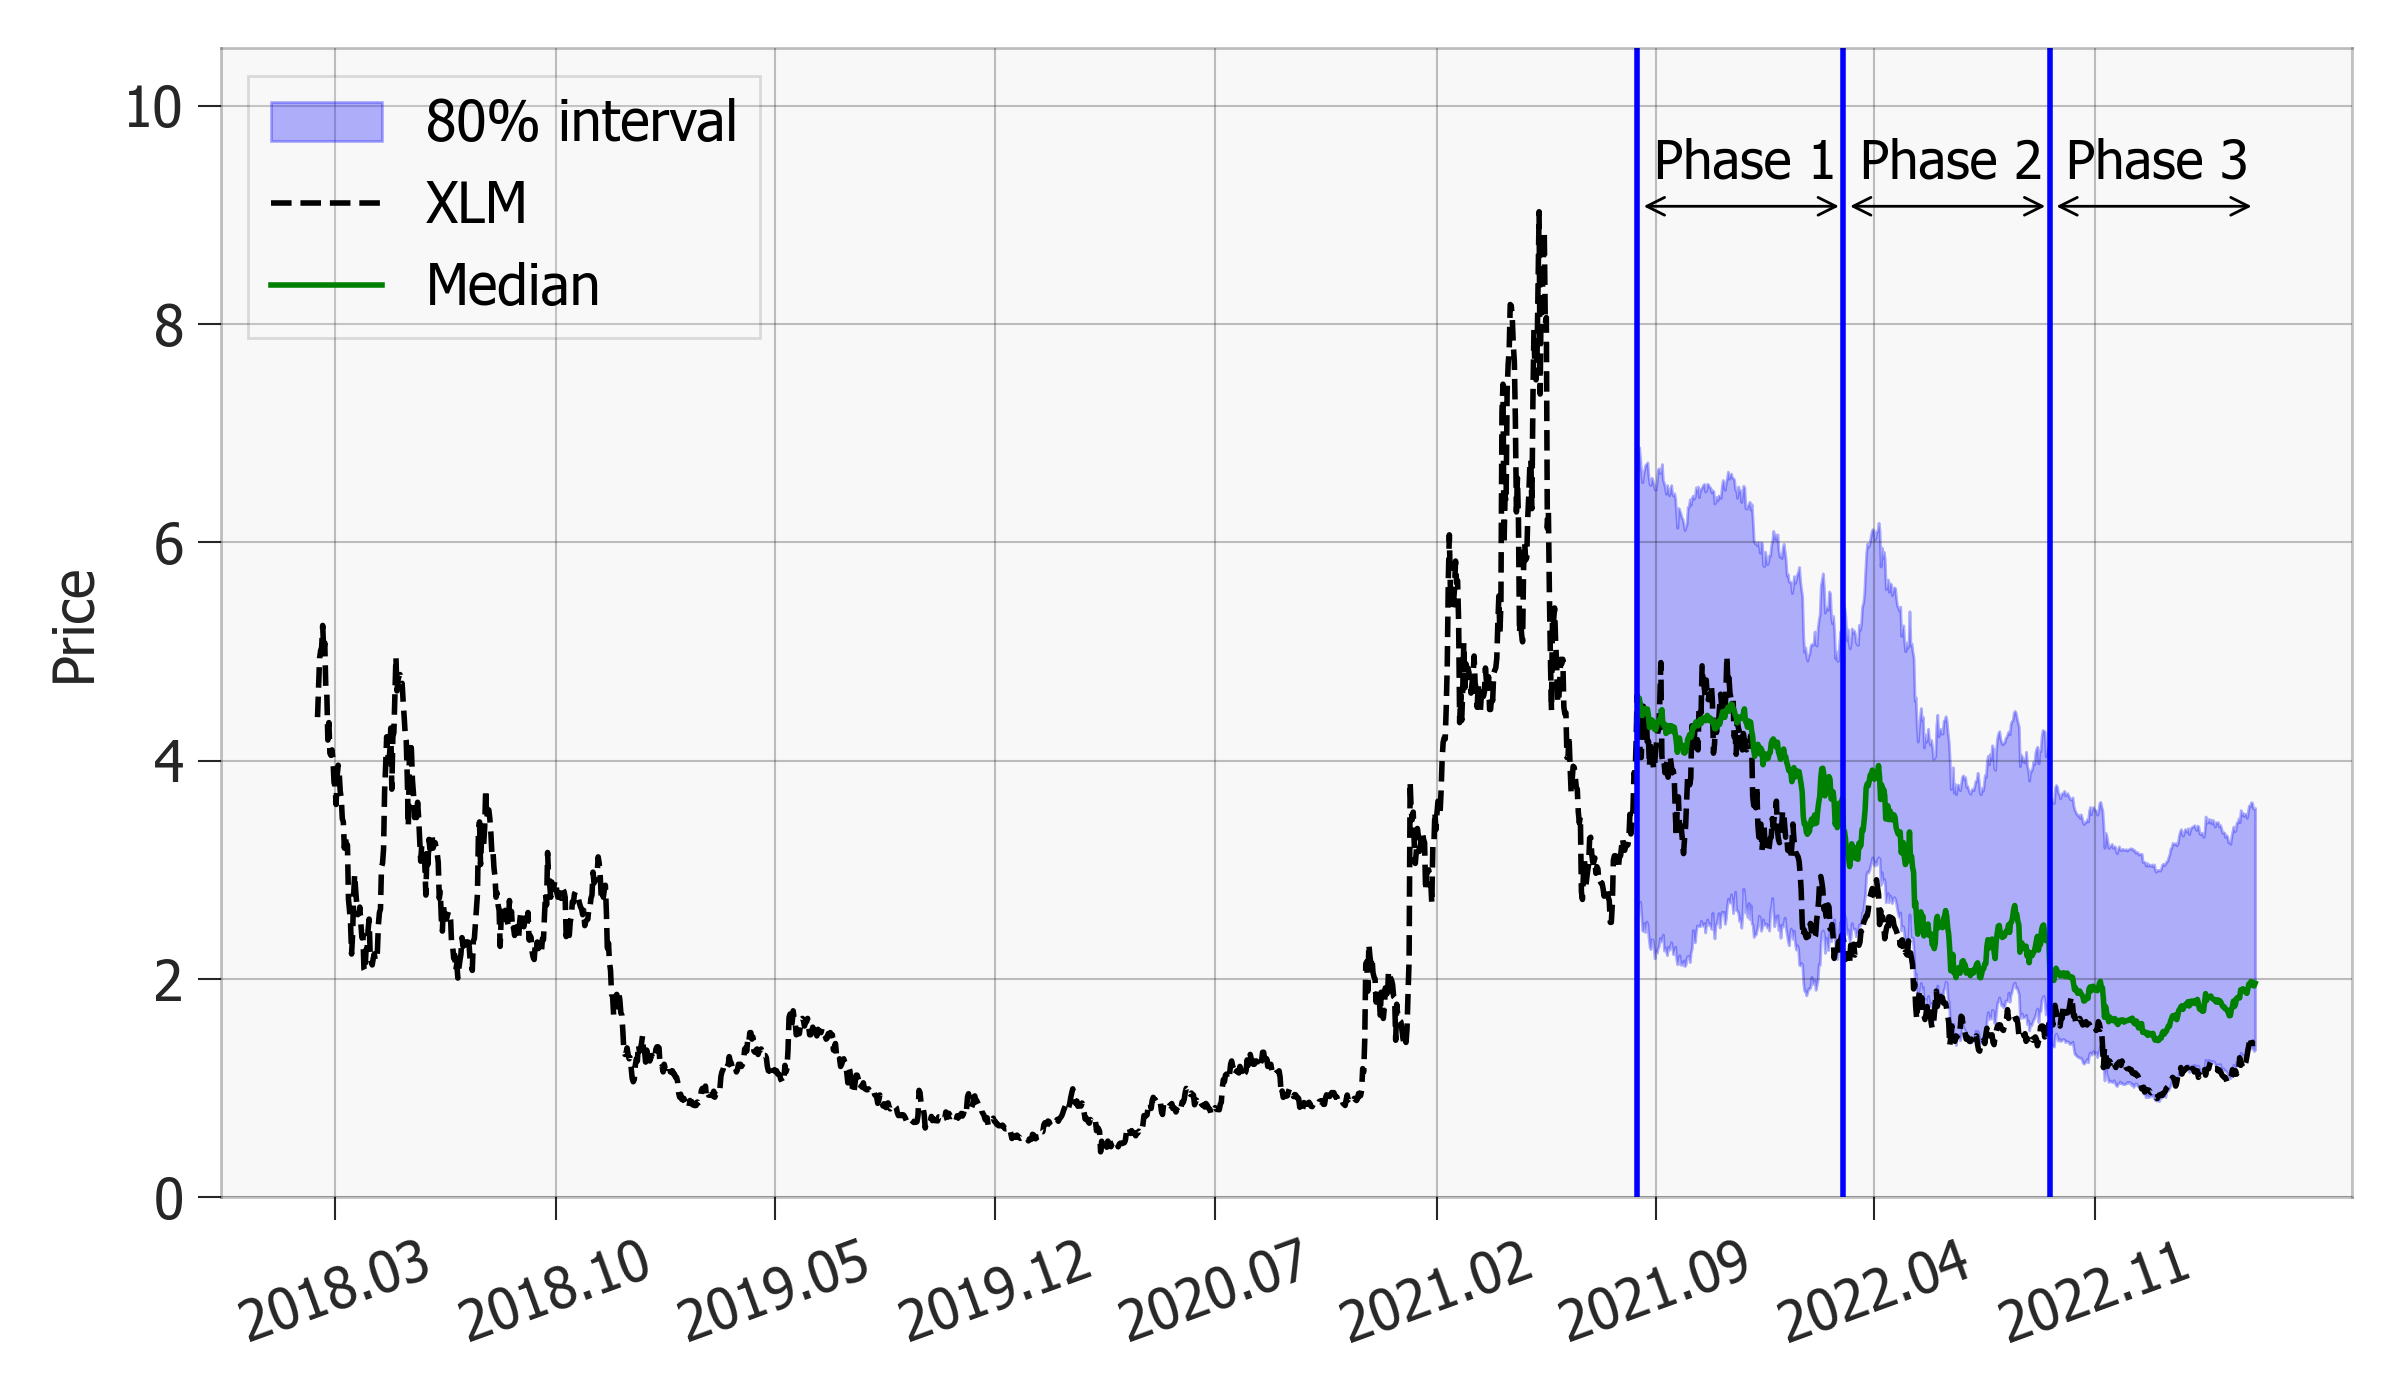 10
8
6
4
2
0
Price
80% interval
XLM
Median
Phase 1
Phase 2
Phase 3
2018.03
2018.10
2019.05
2019.12
2020.07
2021.02
2021.09
2022.04
2022.11